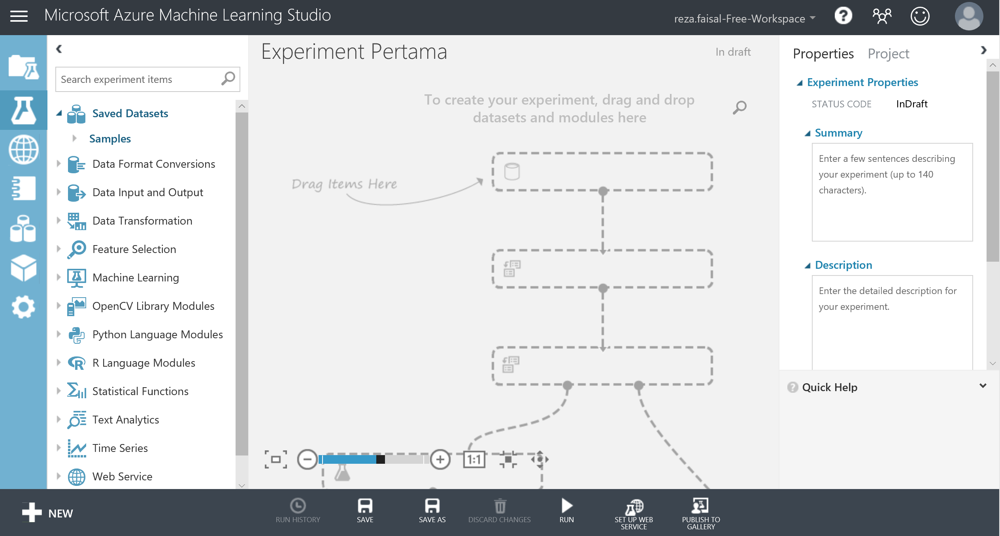 Microsoft Azure Machine Learning Studio
reza.faisal-Free-Workspace
?
Search experiment items
Saved Datasets
Samples
Data Format Conversions
Data Input and Output
Data Transformation
Feature Selection
Machine Learning
OpenCV Library Modules
Python Language Modules
R Language Modules
Statistical Functions
Text Analytics
Time Series
Web Service
Experiment Pertama
In draft
To create your experiment, drag and drop
datasets and modules here
Drag Items Here
1:1
Properties
Project
Experiment Properties
STATUS CODE
InDraft
Summary
Enter a few sentences describing
your experiment (up to 140
characters).
Description
Enter the detailed description for
your experiment.
? Quick Help
NEW
RUN HISTORY
SAVE
SAVE AS
DISCARD CHANGES
RUN
SET UP WEB
SERVICE
PUBLISH TO
GALLERY